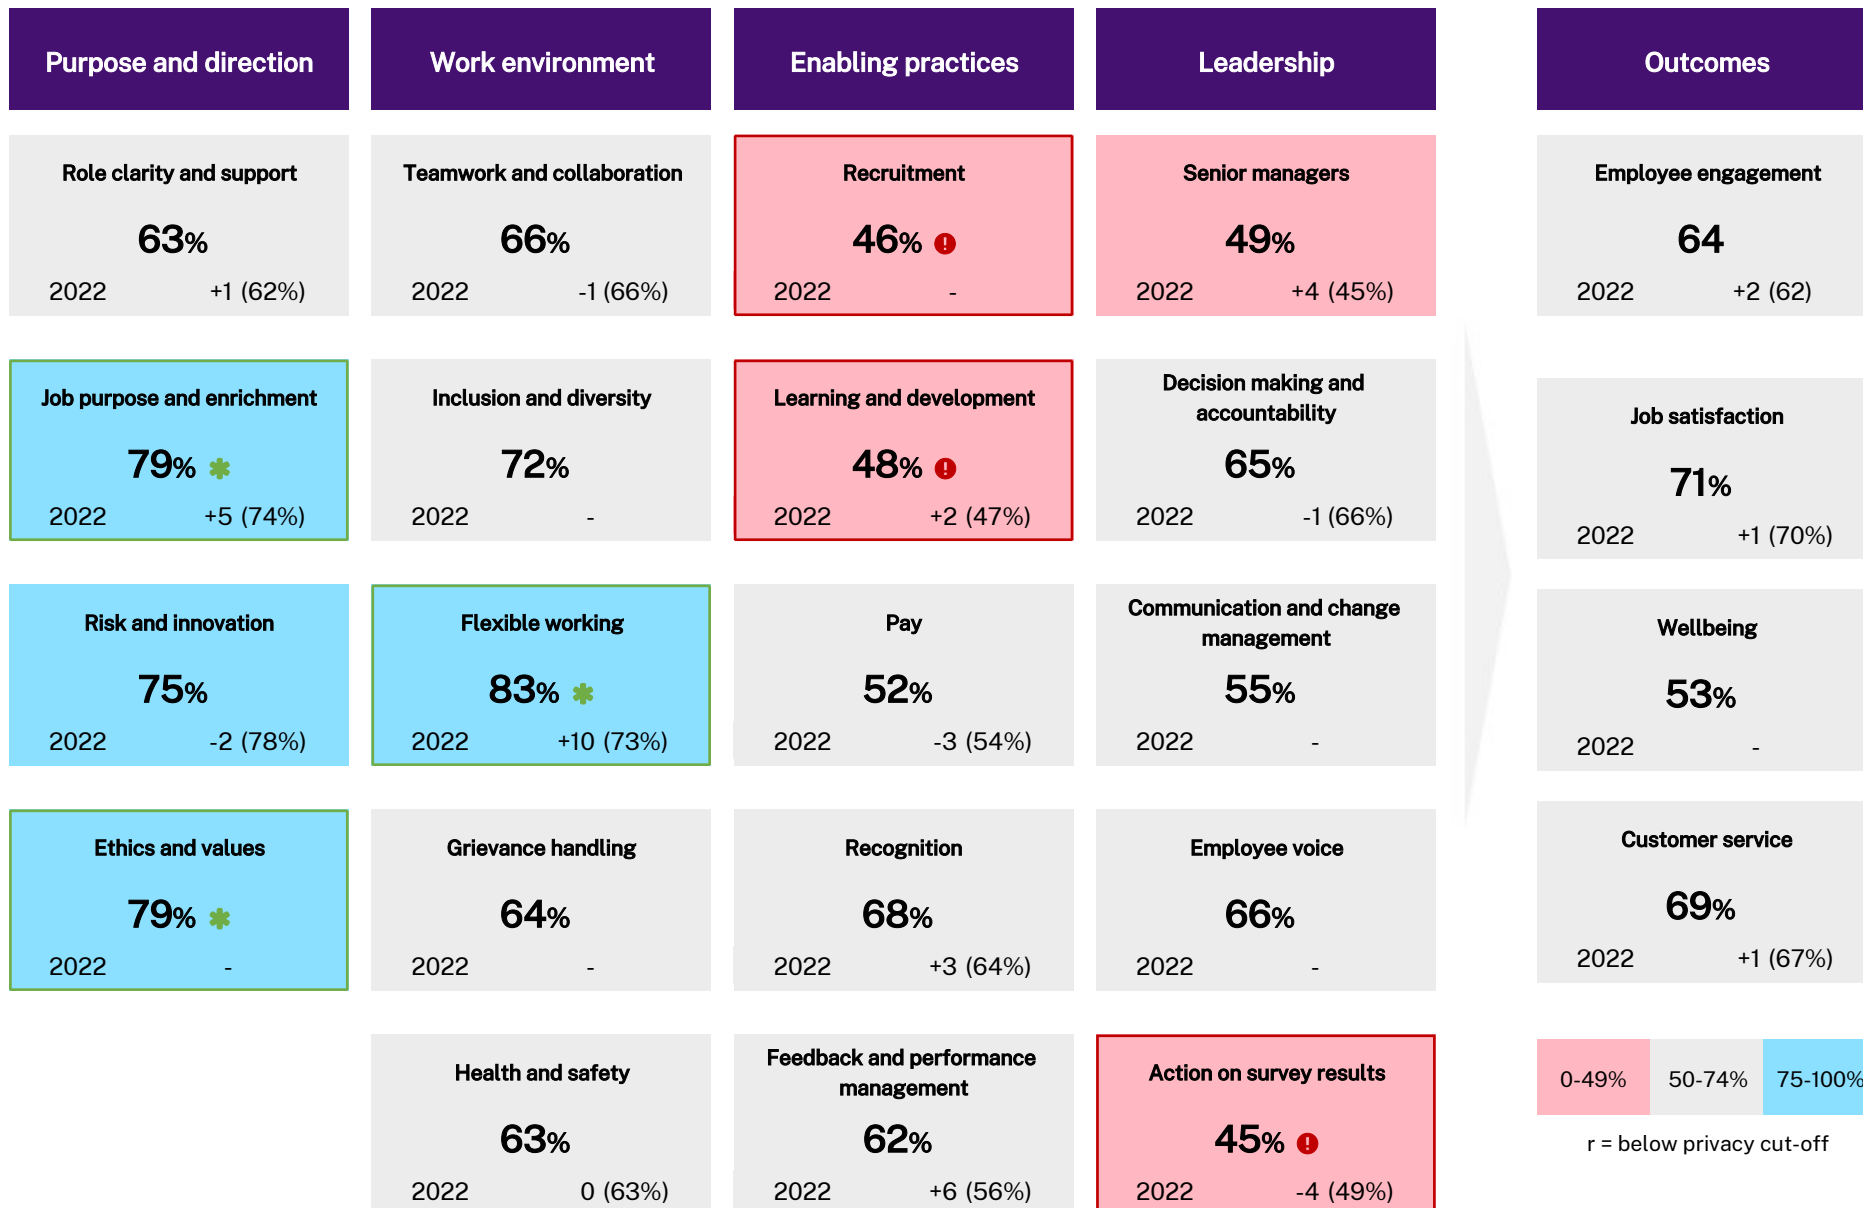 Purpose and direction
Role clarity and support
63%
2022 +1 (62%)
Job purpose and enrichment
79%
2022 +5 (74%)
Risk and innovation
75%
2022 -2 (78%)
Ethics and values
79%
2022 -
Work environment
Teamwork and collaboration
66%
2022 -1 (66%)
Inclusion and diversity
72%
2022 -
Flexible working
83%
2022 +10 (73%)
Grievance handling
64%
2022 -
Health and safety
63%
2022 0 (63%)
Enabling practices
Recruitment
46%
2022 -
Learning and development
48%
2022 +2 (47%)
Pay
52%
2022 -3 (54%)
Recognition
68%
2022 +3 (64%)
Feedback and performance
management
62%
2022 +6 (56%)
Leadership
Senior managers
49%
2022 +4 (45%)
Decision making and
accountability
65%
2022 -1 (66%)
Communication and change
management
55%
2022 -
Employee voice
66%
2022 -
Action on survey results
45%
2022 -4 (49%)
Outcomes
Employee engagement
64
2022 +2 (62)
Job satisfaction
71%
2022 +1 (70%)
Wellbeing
53%
2022 -
Customer service
69%
2022 +1 (67%)
0-49% 50-74% 75-100%
r = below privacy cut-off